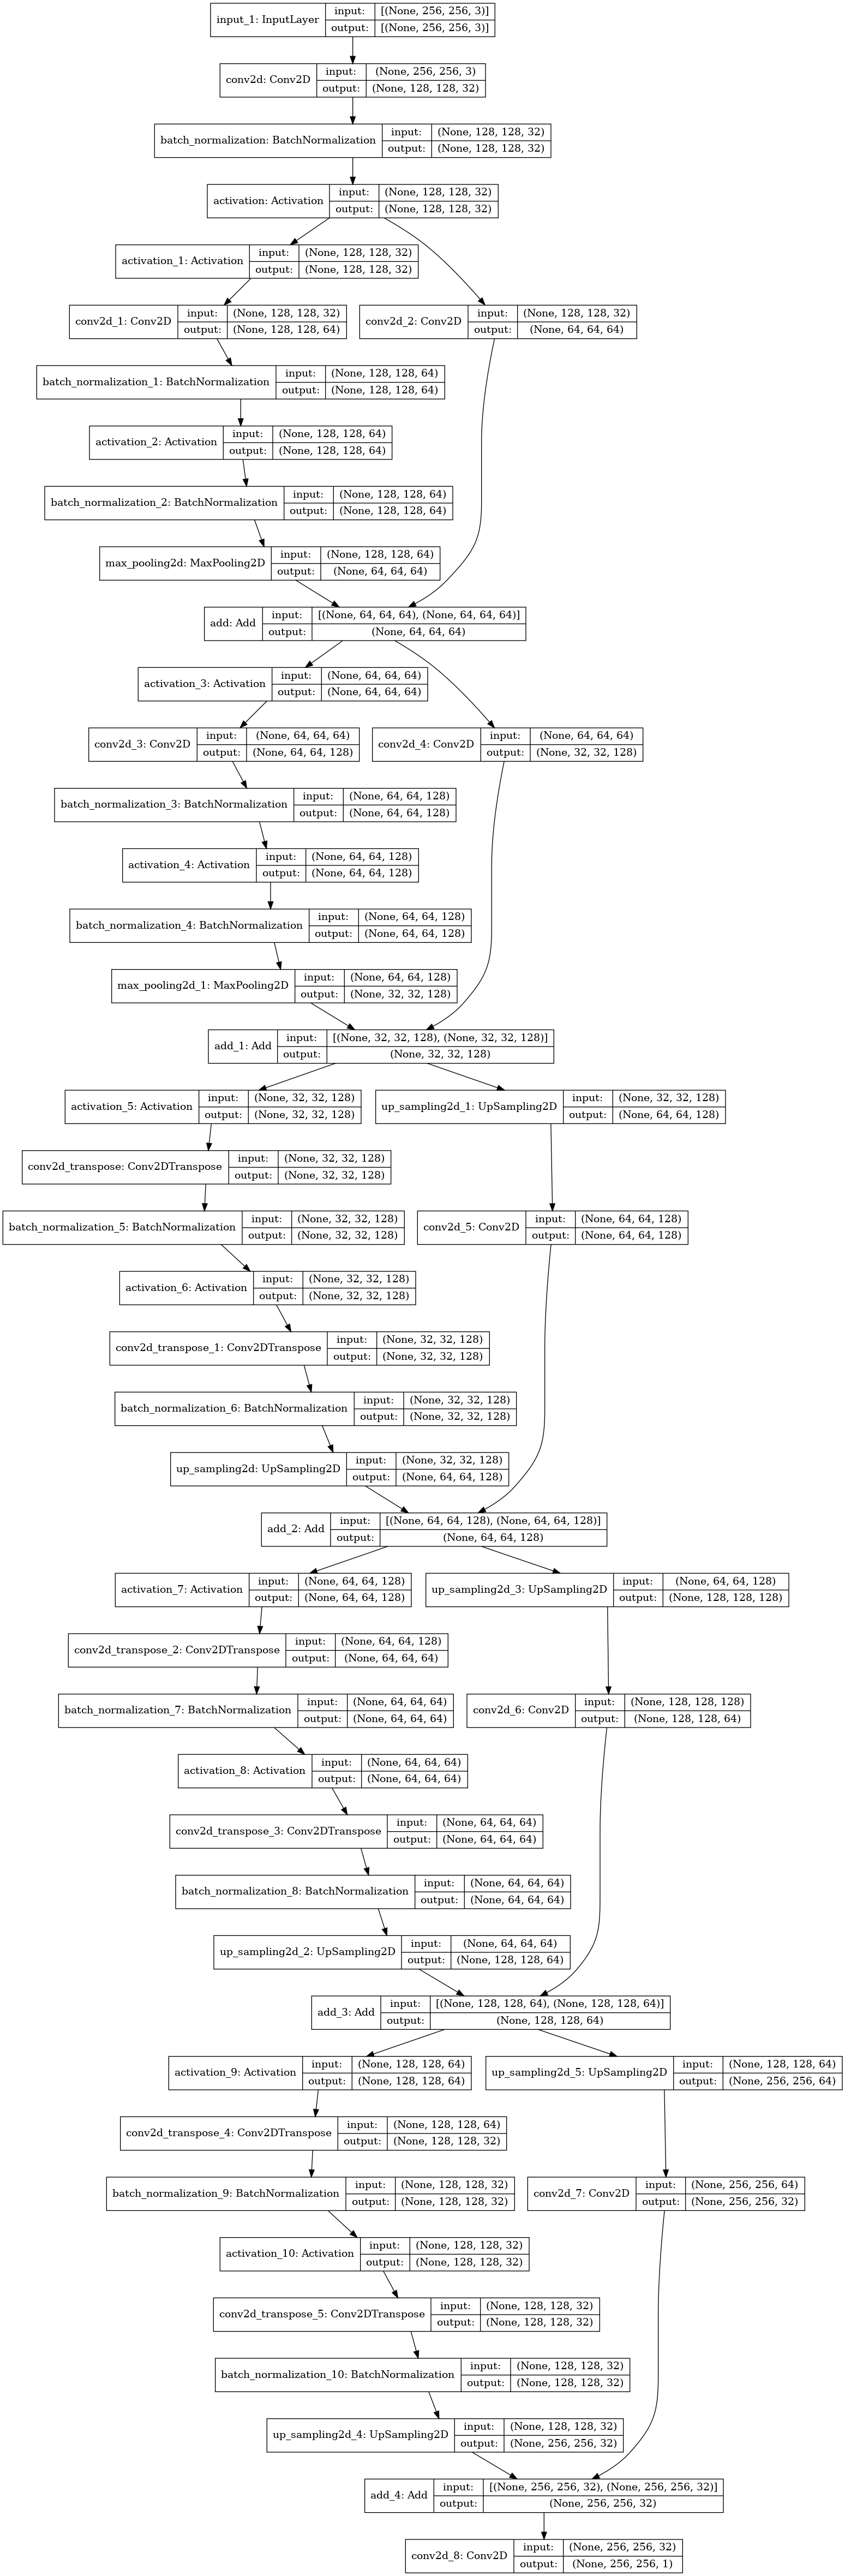 input_1: InputLayer
input: [(None, 256, 256, 3)]
output: [(None, 256, 256, 3)]
conv2d: Conv2D
input: (None, 256, 256, 3)
output: (None, 128, 128, 32)
batch_normalization: BatchNormalization
input: (None, 128, 128, 32)
output: (None, 128, 128, 32)
activation: Activation
input: (None, 128, 128, 32)
output: (None, 128, 128, 32)
activation_1: Activation
input: (None, 128, 128, 32)
output: (None, 128, 128, 32)
conv2d_1: Conv2D
input: (None, 128, 128, 32)
output: (None, 128, 128, 64)
conv2d_2: Conv2D
input: (None, 128, 128, 32)
output: (None, 64, 64, 64)
batch_normalization_1: BatchNormalization
input: (None, 128, 128, 64)
output: (None, 128, 128, 64)
activation_2: Activation
input: (None, 128, 128, 64)
output: (None, 128, 128, 64)
batch_normalization_2: BatchNormalization
input: (None, 128, 128, 64)
output: (None, 128, 128, 64)
max_pooling2d: MaxPooling2D
input: (None, 128, 128, 64)
output: (None, 64, 64, 64)
add: Add
input: [(None, 64, 64, 64), (None, 64, 64, 64)]
output: (None, 64, 64, 64)
activation_3: Activation
input: (None, 64, 64, 64)
output: (None, 64, 64, 64)
conv2d_3: Conv2D
input: (None, 64, 64, 64)
output: (None, 64, 64, 128)
conv2d_4: Conv2D
input: (None, 64, 64, 64)
output: (None, 32, 32, 128)
batch_normalization_3: BatchNormalization
input: (None, 64, 64, 128)
output: (None, 64, 64, 128)
activation_4: Activation
input: (None, 64, 64, 128)
output: (None, 64, 64, 128)
batch_normalization_4: BatchNormalization
input: (None, 64, 64, 128)
output: (None, 64, 64, 128)
max_pooling2d_1: MaxPooling2D
input: (None, 64, 64, 128)
output: (None, 32, 32, 128)
add_1: Add
input: [(None, 32, 32, 128), (None, 32, 32, 128)]
output: (None, 32, 32, 128)
activation_5: Activation
input: (None, 32, 32, 128)
output: (None, 32, 32, 128)
up_sampling2d_1: UpSampling2D
input: (None, 32, 32, 128)
output: (None, 64, 64, 128)
conv2d_transpose: Conv2DTranspose
input: (None, 32, 32, 128)
output: (None, 32, 32, 128)
batch_normalization_5: BatchNormalization
input: (None, 32, 32, 128)
output: (None, 32, 32, 128)
conv2d_5: Conv2D
input: (None, 64, 64, 128)
output: (None, 64, 64, 128)
activation_6: Activation
input: (None, 32, 32, 128)
output: (None, 32, 32, 128)
conv2d_transpose_1: Conv2DTranspose
input: (None, 32, 32, 128)
output: (None, 32, 32, 128)
batch_normalization_6: BatchNormalization
input: (None, 32, 32, 128)
output: (None, 32, 32, 128)
up_sampling2d: UpSampling2D
input: (None, 32, 32, 128)
output: (None, 64, 64, 128)
add_2: Add
input: [(None, 64, 64, 128), (None, 64, 64, 128)]
output: (None, 64, 64, 128)
activation_7: Activation
input: (None, 64, 64, 128)
output: (None, 64, 64, 128)
up_sampling2d_3: UpSampling2D
input: (None, 64, 64, 128)
output: (None, 128, 128, 128)
conv2d_transpose_2: Conv2DTranspose
input: (None, 64, 64, 128)
output: (None, 64, 64, 64)
batch_normalization_7: BatchNormalization
input: (None, 64, 64, 64)
output: (None, 64, 64, 64)
conv2d_6: Conv2D
input: (None, 128, 128, 128)
output: (None, 128, 128, 64)
activation_8: Activation
input: (None, 64, 64, 64)
output: (None, 64, 64, 64)
conv2d_transpose_3: Conv2DTranspose
input: (None, 64, 64, 64)
output: (None, 64, 64, 64)
batch_normalization_8: BatchNormalization
input: (None, 64, 64, 64)
output: (None, 64, 64, 64)
up_sampling2d_2: UpSampling2D
input: (None, 64, 64, 64)
output: (None, 128, 128, 64)
add_3: Add
input: [(None, 128, 128, 64), (None, 128, 128, 64)]
output: (None, 128, 128, 64)
activation_9: Activation
input: (None, 128, 128, 64)
output: (None, 128, 128, 64)
up_sampling2d_5: UpSampling2D
input: (None, 128, 128, 64)
output: (None, 256, 256, 64)
conv2d_transpose_4: Conv2DTranspose
input: (None, 128, 128, 64)
output: (None, 128, 128, 32)
batch_normalization_9: BatchNormalization
input: (None, 128, 128, 32)
output: (None, 128, 128, 32)
conv2d_7: Conv2D
input: (None, 256, 256, 64)
output: (None, 256, 256, 32)
activation_10: Activation
input: (None, 128, 128, 32)
output: (None, 128, 128, 32)
conv2d_transpose_5: Conv2DTranspose
input: (None, 128, 128, 32)
output: (None, 128, 128, 32)
batch_normalization_10: BatchNormalization
input: (None, 128, 128, 32)
output: (None, 128, 128, 32)
up_sampling2d_4: UpSampling2D
input: (None, 128, 128, 32)
output: (None, 256, 256, 32)
add_4: Add
input: [(None, 256, 256, 32), (None, 256, 256, 32)]
output: (None, 256, 256, 32)
conv2d_8: Conv2D
input: (None, 256, 256, 32)
output: (None, 256, 256, 1)